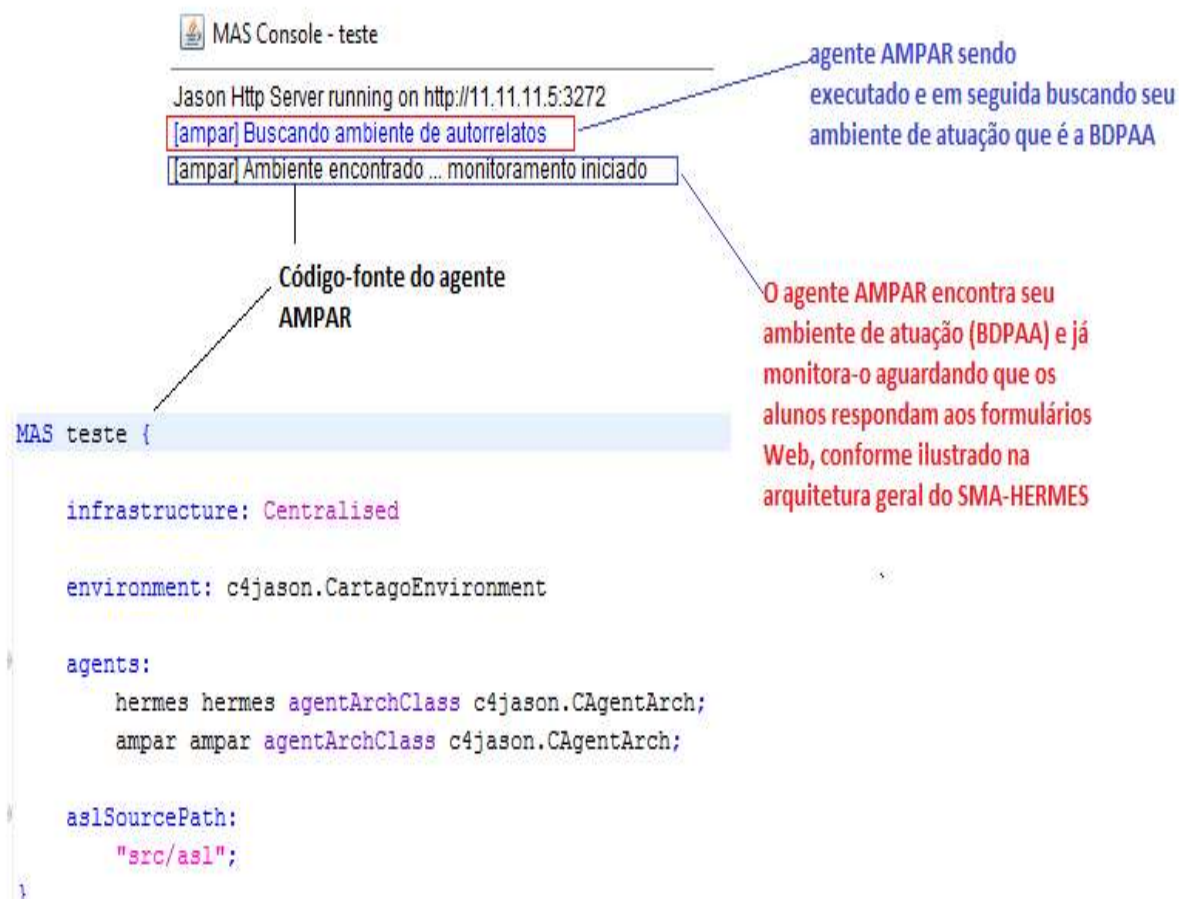 MAS Console - teste
Jason Http Server running on http://11.11.11.5:3272
[ampar] Buscando ambiente de autorrelatos
[ampar] Ambiente encontrado ... monitoramento iniciado
agente AMPAR sendo
executado e em seguida buscando seu
ambiente de atuação que é a BDPAA
Código-fonte do agente
AMPAR
O agente AMPAR encontra seu
ambiente de atuação (BDPAA) e já
monitora-o aguardando que os
alunos respondam aos formulários
Web, conforme ilustrado na
arquitetura geral do SMA-HERMES
MAS teste {
infrastructure: Centralised
environment: c4jason.CartagoEnvironment
agents:
hermes hermes agentArchClass c4jason.CAgentArch;
ampar ampar agentArchClass c4jason.CAgentArch;
aslSourcePath:
"src/asl";
}